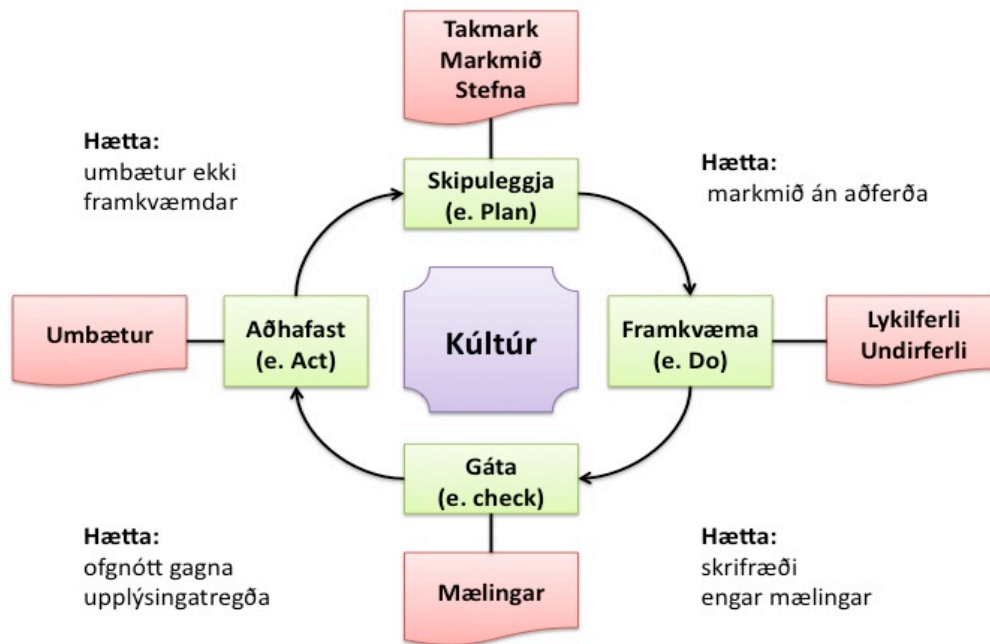 Takmark
Markmið
Stefna
Hætta:
umbætur ekki
framkvæmdar
Skipuleggja
(e. Plan)
Hætta:
markmið án aðferða
Umbætur
Aðhafast
(e. Act)
Kúltúr
Framkvæma
(e. Do)
Lykilferli
Undirferli
Gáta
(e. check)
Hætta:
ofgnótt gagna
upplýsingatregða
Mælingar
Hætta:
skrifræði
engar mælingar